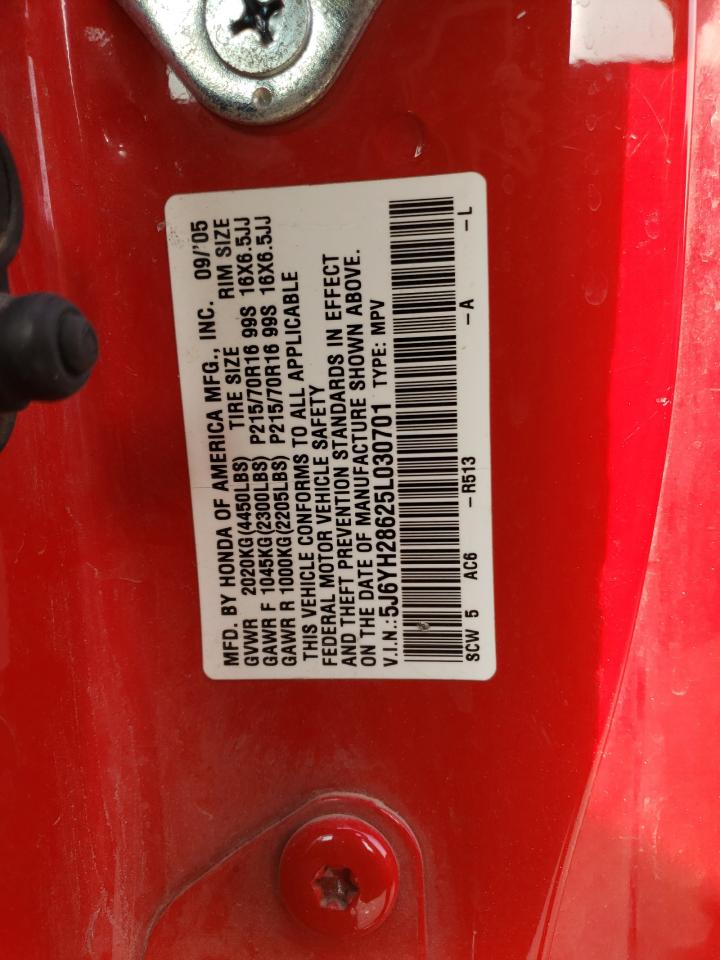 MFD. BY HONDA OF AMERICA MFG., INC. 09/'05
GVWR 2020KG(4450LBS) TIRE SIZE RIM SIZE
GAWR F 1045KG(2300LBS) P215/70R16 99S 16X6.5JJ
GAWR R 1000KG(2205LBS) P215/70R16 99S 16X6.5JJ
THIS VEHICLE CONFORMS TO ALL APPLICABLE
FEDERAL MOTOR VEHICLE SAFETY
AND THEFT PREVENTION STANDARDS IN EFFECT
ON THE DATE OF MANUFACTURE SHOWN ABOVE.
V.I.N.:5J6YH28625L030701 TYPE: MPV
SCW 5 AC6 -R513 -A -L